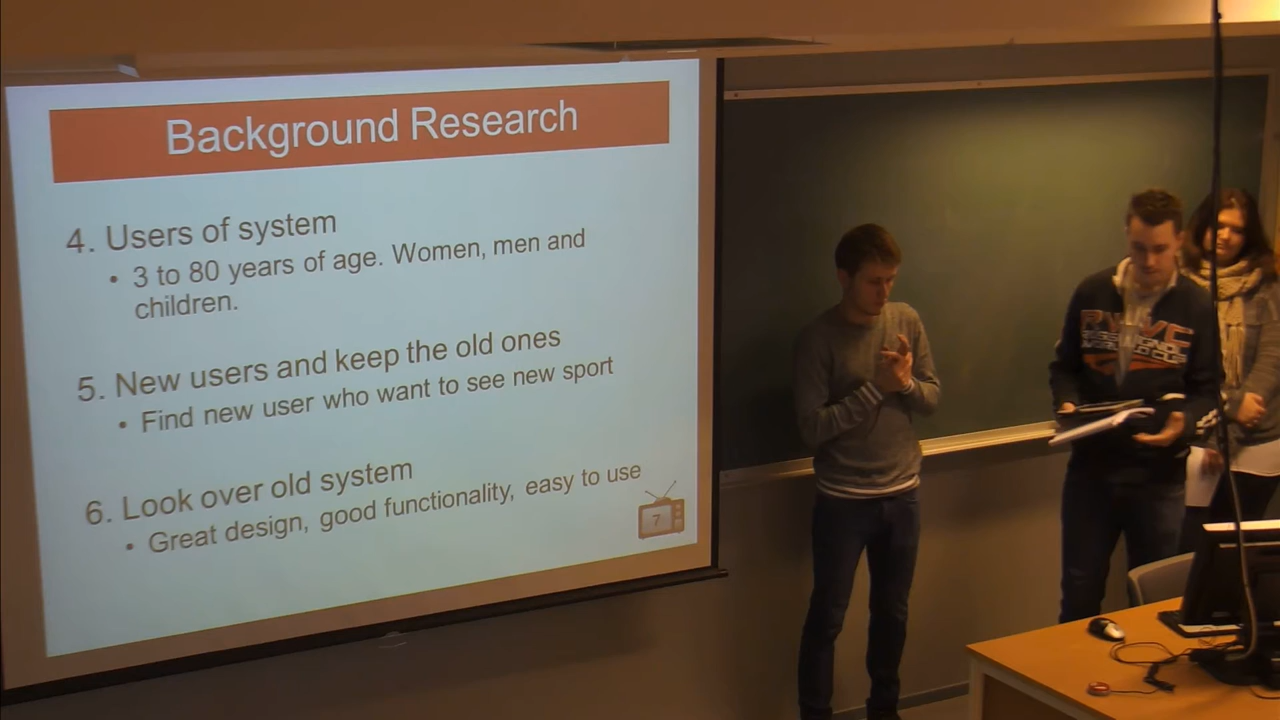 Background Research
4. Users of system
• 3 to 80 years of age. Women, men and
children.
5. New users and keep the old ones
• Find new user who want to see new sport
6. Look over old system
• Great design, good functionality, easy to use
7